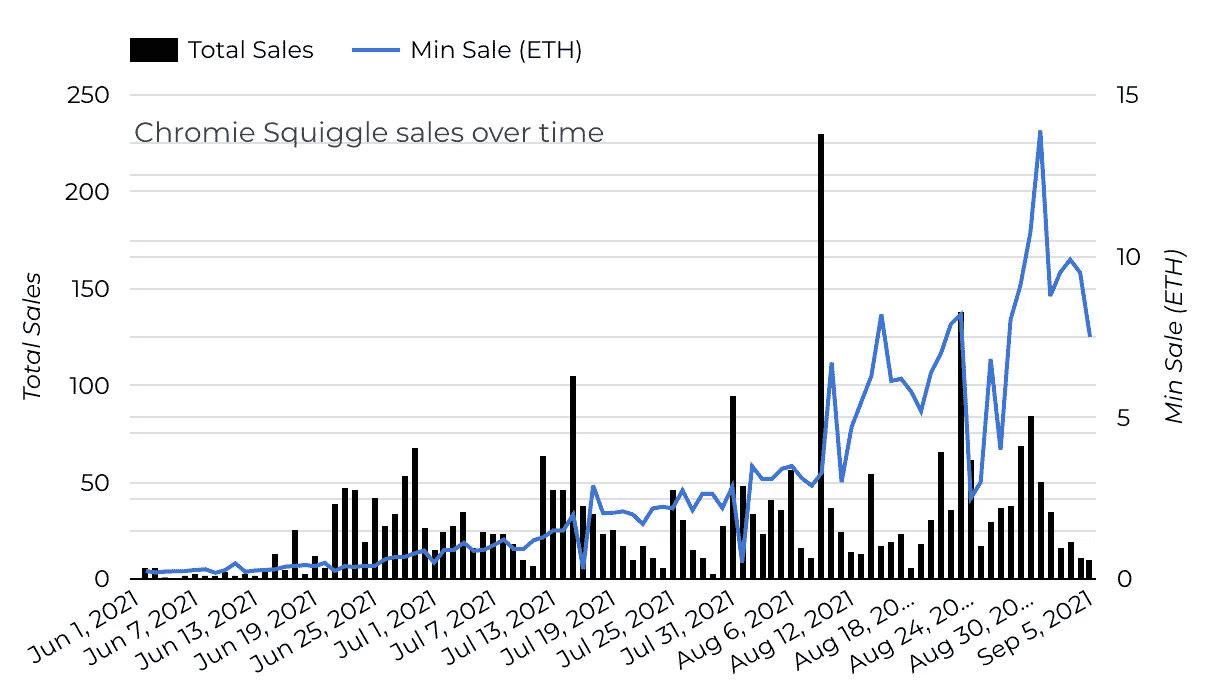 Total Sales Min Sale (ETH)
Chromie Squiggle sales over time
250
200
150
100
50
0
Total Sales
15
10
5
0
Min Sale (ETH)
Jun 1, 2021
Jun 7, 2021
Jun 13, 2021
Jun 19, 2021
Jun 25, 2021
Jul 1, 2021
Jul 7, 2021
Jul 13, 2021
Jul 19, 2021
Jul 25, 2021
Jul 31, 2021
Aug 6, 2021
Aug 12, 2021
Aug 18, 20...
Aug 24, 20...
Aug 30, 20...
Sep 5, 2021